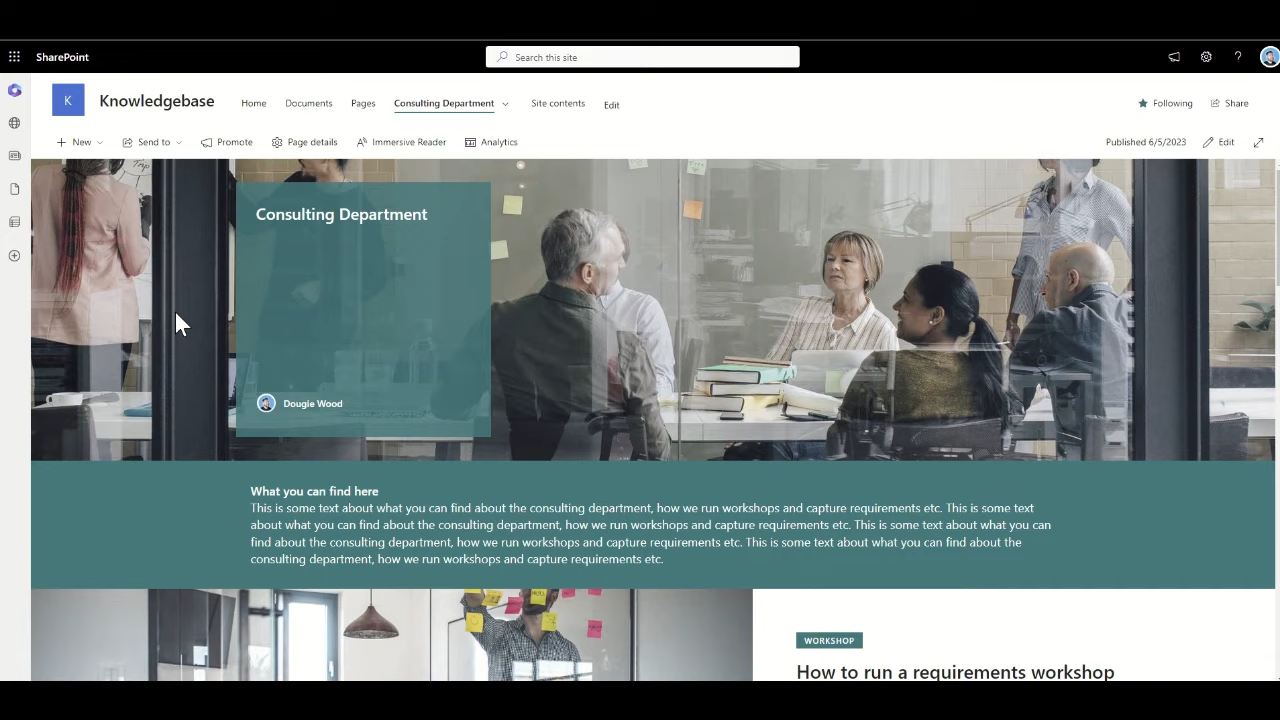 SharePoint
Search this site
K
Knowledgebase
Home
Documents
Pages
Consulting Department
Site contents
Edit
Following
Share
New
Send to
Promote
Page details
Immersive Reader
Analytics
Published 6/5/2023
Edit
Consulting Department
Dougie Wood
What you can find here
This is some text about what you can find about the consulting department, how we run workshops and capture requirements etc. This is some text
about what you can find about the consulting department, how we run workshops and capture requirements etc. This is some text about what you can
find about the consulting department, how we run workshops and capture requirements etc. This is some text about what you can find about the
consulting department, how we run workshops and capture requirements etc.
WORKSHOP
How to run a requirements workshop